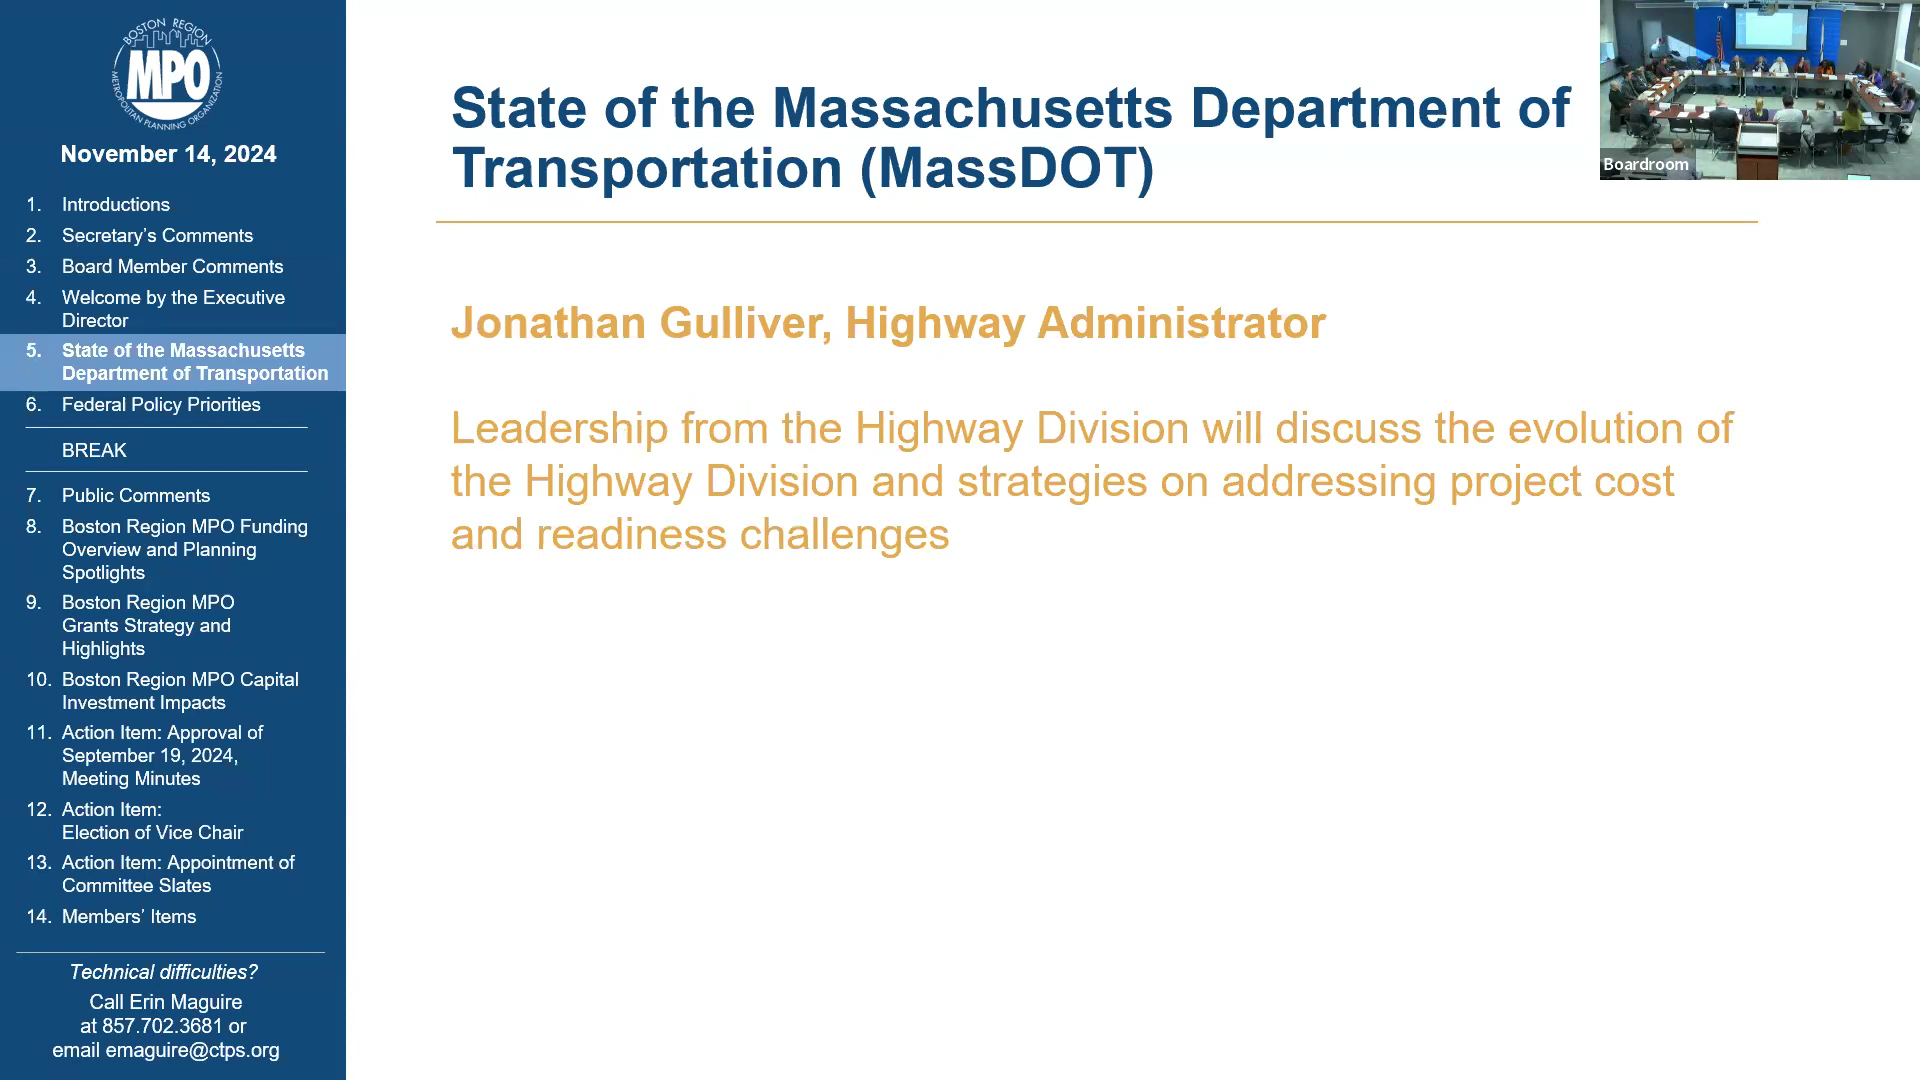 BOSTON REGION
MPO
METROPOLITAN PLANNING ORGANIZATION
November 14, 2024
1. Introductions
2. Secretary’s Comments
3. Board Member Comments
4. Welcome by the Executive
Director
5. State of the Massachusetts
Department of Transportation
6. Federal Policy Priorities
BREAK
7. Public Comments
8. Boston Region MPO Funding
Overview and Planning
Spotlights
9. Boston Region MPO
Grants Strategy and
Highlights
10. Boston Region MPO Capital
Investment Impacts
11. Action Item: Approval of
September 19, 2024,
Meeting Minutes
12. Action Item:
Election of Vice Chair
13. Action Item: Appointment of
Committee Slates
14. Members’ Items
Technical difficulties?
Call Erin Maguire
at 857.702.3681 or
email emaguire@ctps.org
State of the Massachusetts Department of
Transportation (MassDOT)
Jonathan Gulliver, Highway Administrator
Leadership from the Highway Division will discuss the evolution of
the Highway Division and strategies on addressing project cost
and readiness challenges
Boardroom